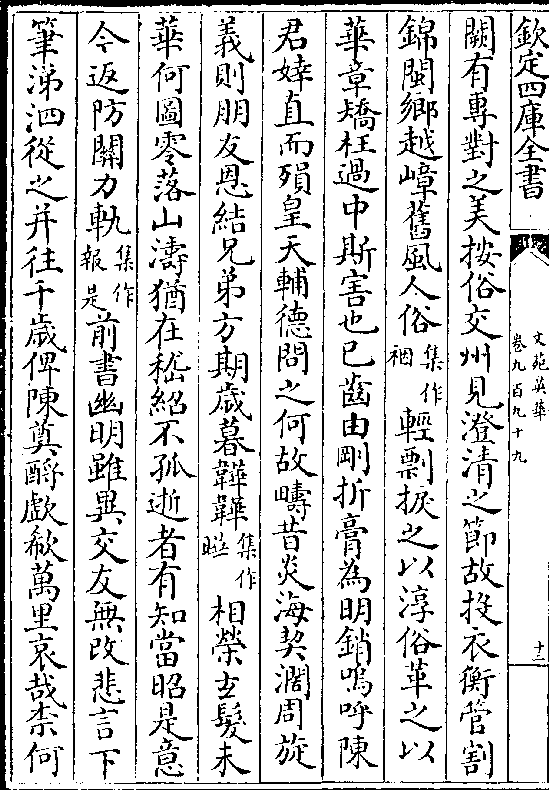 欽定四庫全書
文苑英華
卷九百九十九
十二
闕有專對之美按俗交州見澄清之節故投衣衡管割
錦閩鄉越嶂舊風人俗集作裀輕剽扳之以淳俗革之以
華章矯枉過中斯害也已齒由剛折膏為明銷嗚呼陳
君婞直而殞皇天輔德問之何故疇昔炎海契濶周旋
義則朋友恩結兄弟方期歳暮韡韡集作暀相榮玄髮未
華何圖零落山濤猶在嵇紹不孤逝者有知當昭是意
今返防關力軌集作報是前書幽明雖異交友無改悲言下
筆涕泗從之并往千歳俾陳奠酹歔欷萬里哀哉柰何